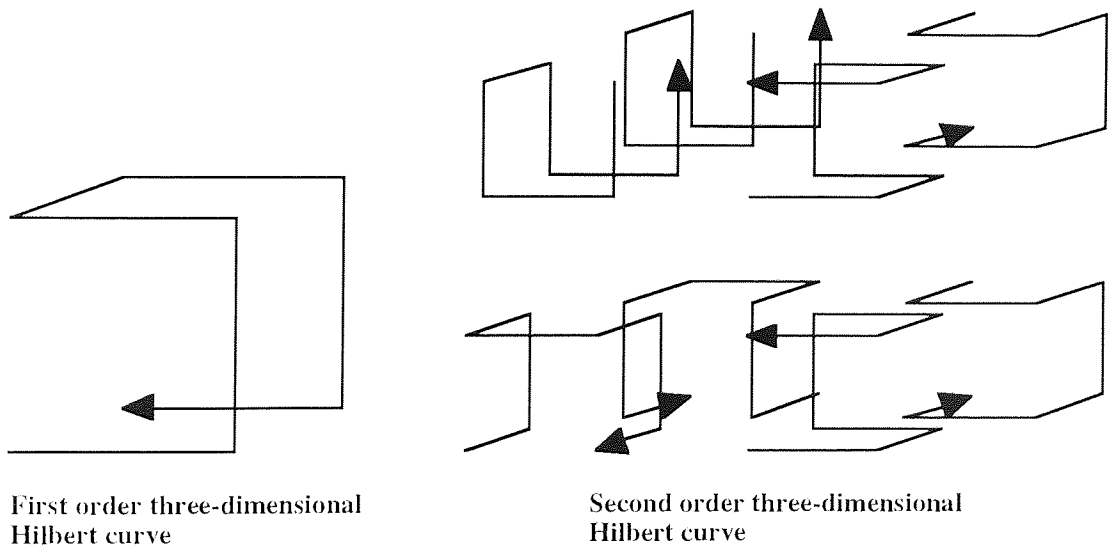 First order three-dimensional
Hilbert curve
Second order three-dimensional
Hilbert curve